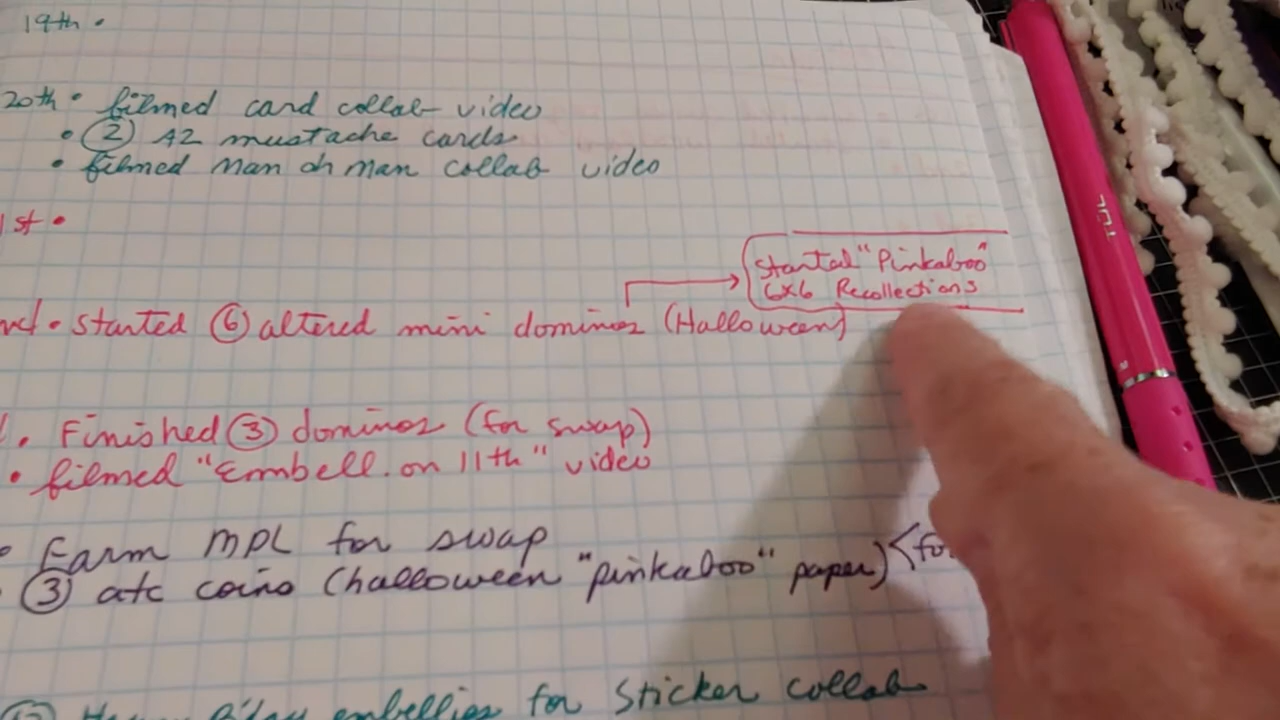 19th •
20th • filmed card collab video
• (2) A2 mustache cards
• filmed Man oh Man collab video
1st •
Started "Pinkaboo"
6x6 Recollections
• started (6) altered mini dominos (Halloween)
• Finished (3) dominos (for swap)
• filmed "Embell. on 11th" video
• Farm MPL for swap
(3) atc coins (halloween "pinkaboo" paper)
embellies for Sticker collab